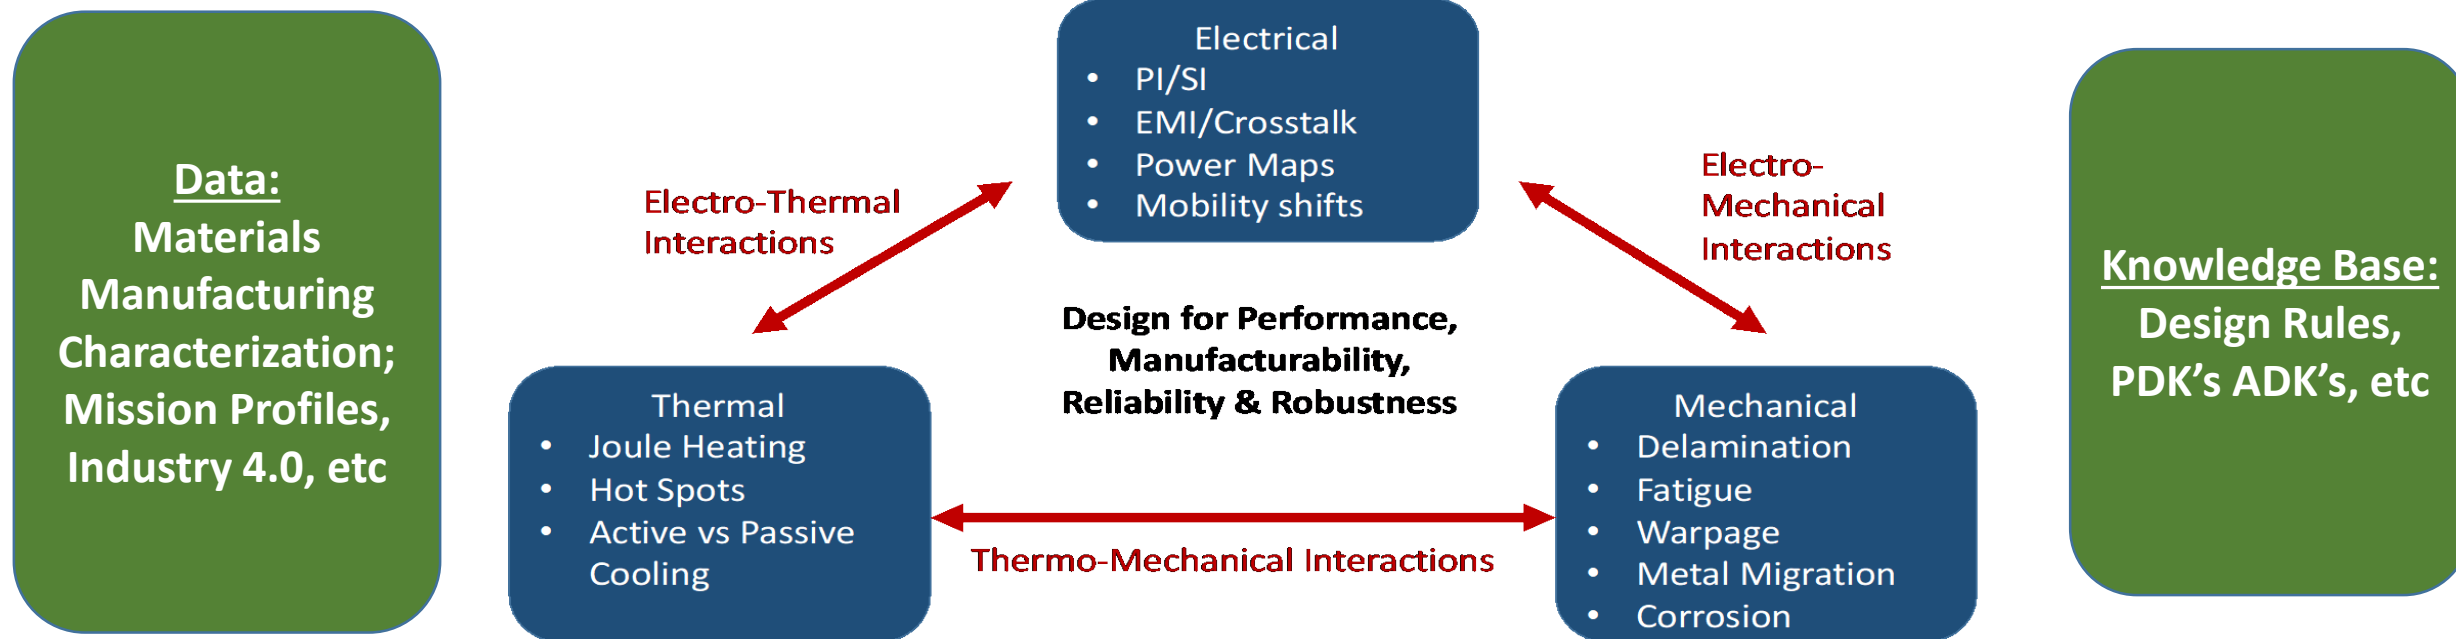 Data:
Materials
Manufacturing
Characterization;
Mission Profiles,
Industry 4.0, etc
Electro-Thermal
Interactions
Electrical
• PI/SI
• EMI/Crosstalk
• Power Maps
• Mobility shifts
Electro-
Mechanical
Interactions
Design for Performance,
Manufacturability,
Reliability & Robustness
Thermal
• Joule Heating
• Hot Spots
• Active vs Passive
Cooling
Thermo-Mechanical Interactions
Mechanical
• Delamination
• Fatigue
• Warpage
• Metal Migration
• Corrosion
Knowledge Base:
Design Rules,
PDK’s ADK’s, etc